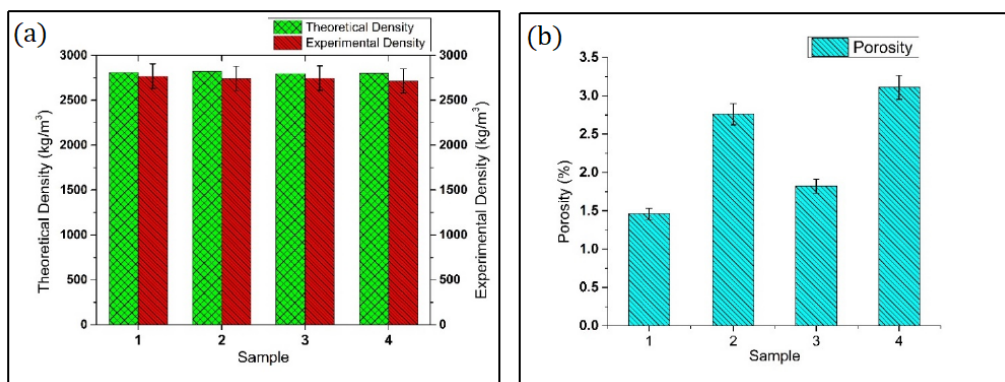 (a)
Theoretical Density
Experimental Density
3000
2500
2000
1500
1000
500
0
Theoretical Density (kg/m³)
3000
2500
2000
1500
1000
500
0
Experimental Density (kg/m³)
1 2 3 4
Sample
(b)
Porosity
3.5
3.0
2.5
2.0
1.5
1.0
0.5
0.0
Porosity (%)
1 2 3 4
Sample